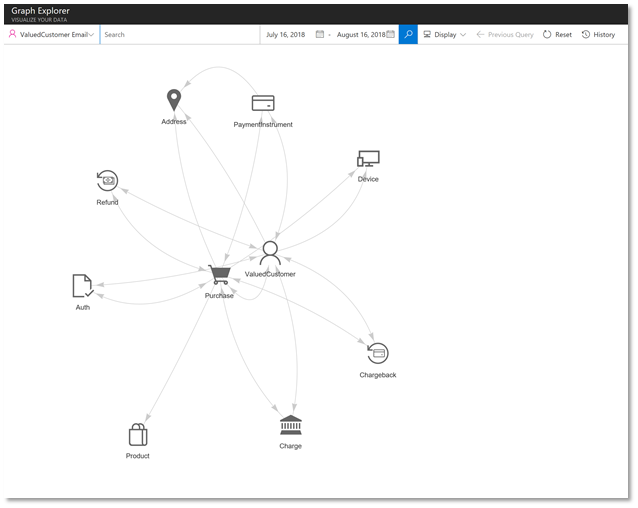 Graph Explorer
VISUALIZE YOUR DATA
ValuedCustomer Email Search July 16, 2018 - August 16, 2018 Display Previous Query Reset History
Address
PaymentInstrument
Device
Refund
ValuedCustomer
Purchase
Auth
Chargeback
Charge
Product